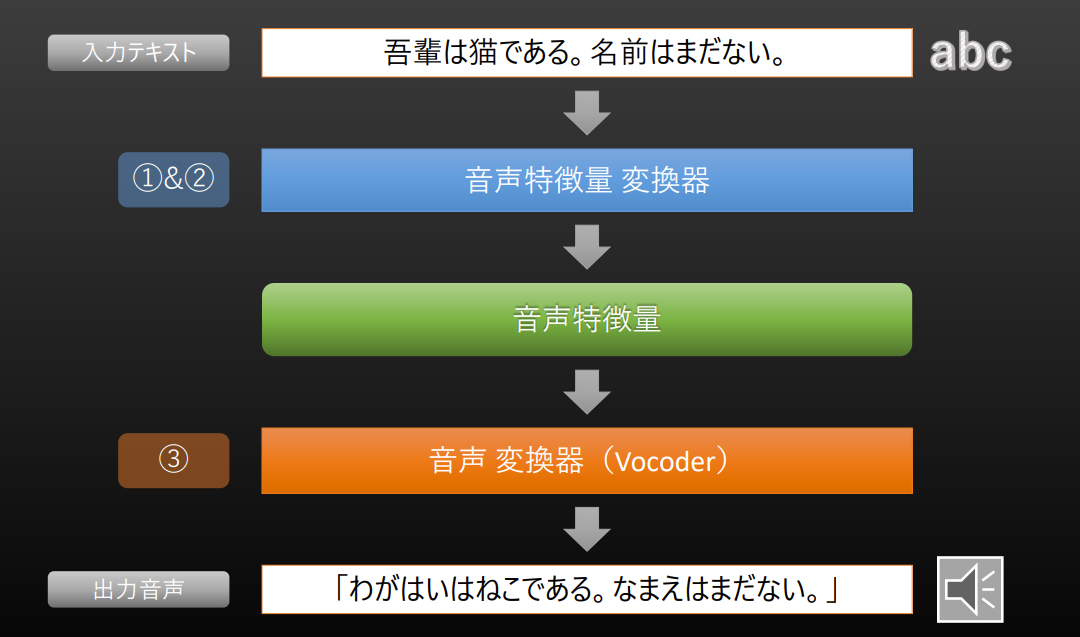 入力テキスト
吾輩は猫である。名前はまだない。
abc
①&②
音声特徴量 変換器
音声特徴量
③
音声 変換器（Vocoder）
出力音声
「わがはいはねこである。なまえはまだない。」